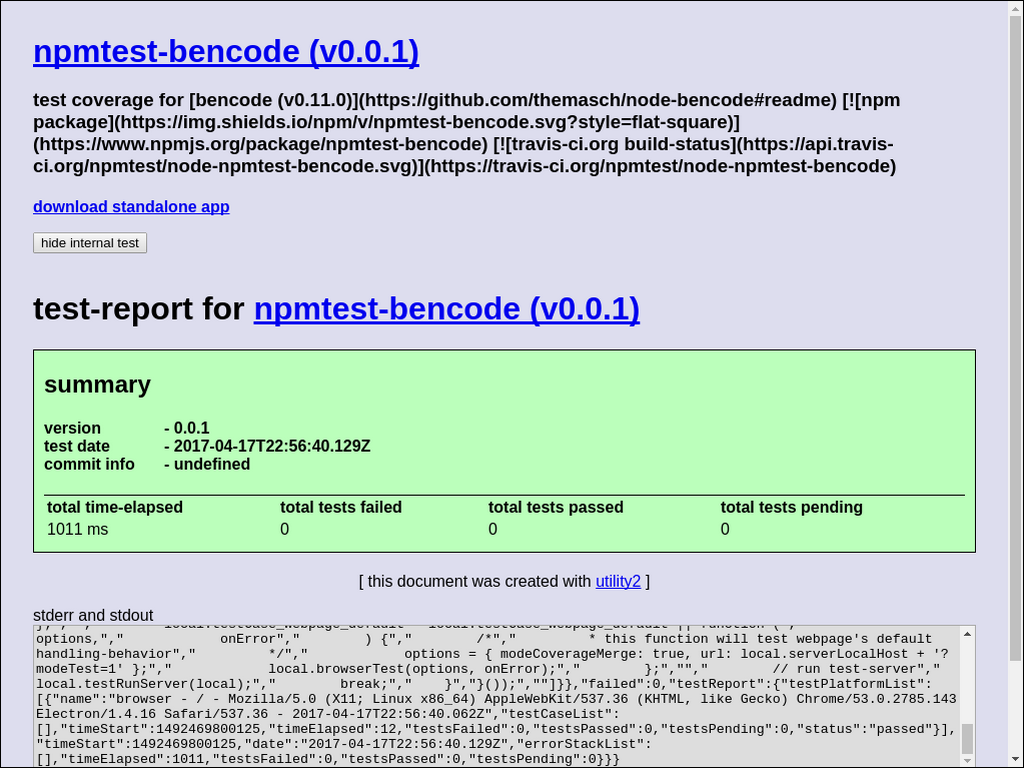 npmtest-bencode (v0.0.1)
test coverage for [bencode (v0.11.0)](https://github.com/themasch/node-bencode#readme) [![npm
package](https://img.shields.io/npm/v/npmtest-bencode.svg?style=flat-square)]
(https://www.npmjs.org/package/npmtest-bencode) [![travis-ci.org build-status](https://api.travis-
ci.org/npmtest/node-npmtest-bencode.svg)](https://travis-ci.org/npmtest/node-npmtest-bencode)
download standalone app
hide internal test
test-report for npmtest-bencode (v0.0.1)
summary
version - 0.0.1
test date - 2017-04-17T22:56:40.129Z
commit info - undefined
total time-elapsed total tests failed total tests passed total tests pending
1011 ms 0 0 0
[ this document was created with utility2 ]
stderr and stdout
options,"," onError"," ) {"," /*"," * this function will test webpage's default
handling-behavior"," */"," options = { modeCoverageMerge: true, url: local.serverLocalHost + '?
modeTest=1' };"," local.browserTest(options, onError);"," };",""," // run test-server","
local.testRunServer(local);"," break;"," }","}());",""]}},"failed":0,"testReport":{"testPlatformList":
[{"name":"browser - / - Mozilla/5.0 (X11; Linux x86_64) AppleWebKit/537.36 (KHTML, like Gecko) Chrome/53.0.2785.143
Electron/1.4.16 Safari/537.36 - 2017-04-17T22:56:40.062Z","testCaseList":
[],"timeStart":1492469800125,"timeElapsed":12,"testsFailed":0,"testsPassed":0,"testsPending":0,"status":"passed"}],
"timeStart":1492469800125,"date":"2017-04-17T22:56:40.129Z","errorStackList":
[],"timeElapsed":1011,"testsFailed":0,"testsPassed":0,"testsPending":0}}}